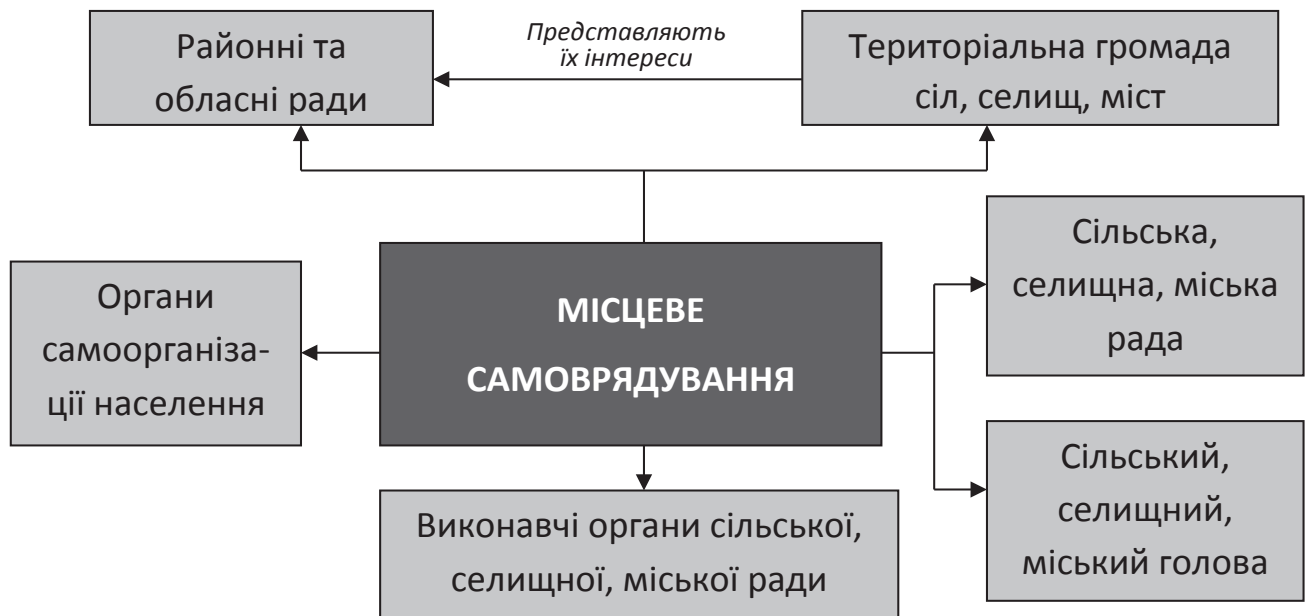 Районні та
обласні ради
Представляють
їх інтереси
Територіальна громада
сіл, селищ, міст
Органи
самоорганіза-
ції населення
МІСЦЕВЕ
САМОВРЯДУВАННЯ
Сільська,
селищна, міська
рада
Сільський,
селищний,
міський голова
Виконавчі органи сільської,
селищної, міської ради